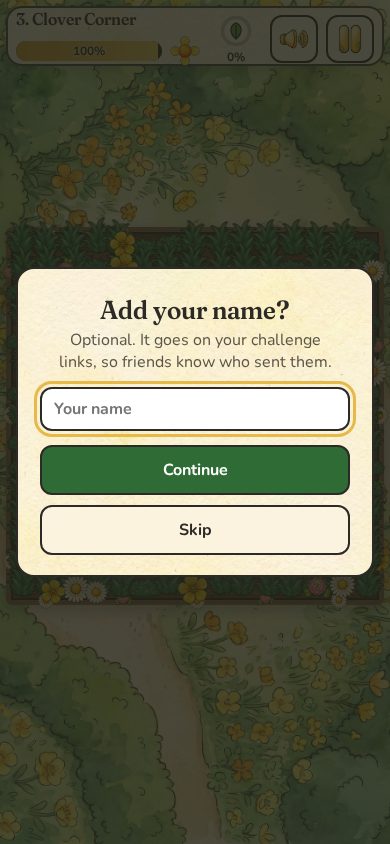 3. Clover Corner
100%
0%
Add your name?
Optional. It goes on your challenge
links, so friends know who sent them.
Your name
Continue
Skip